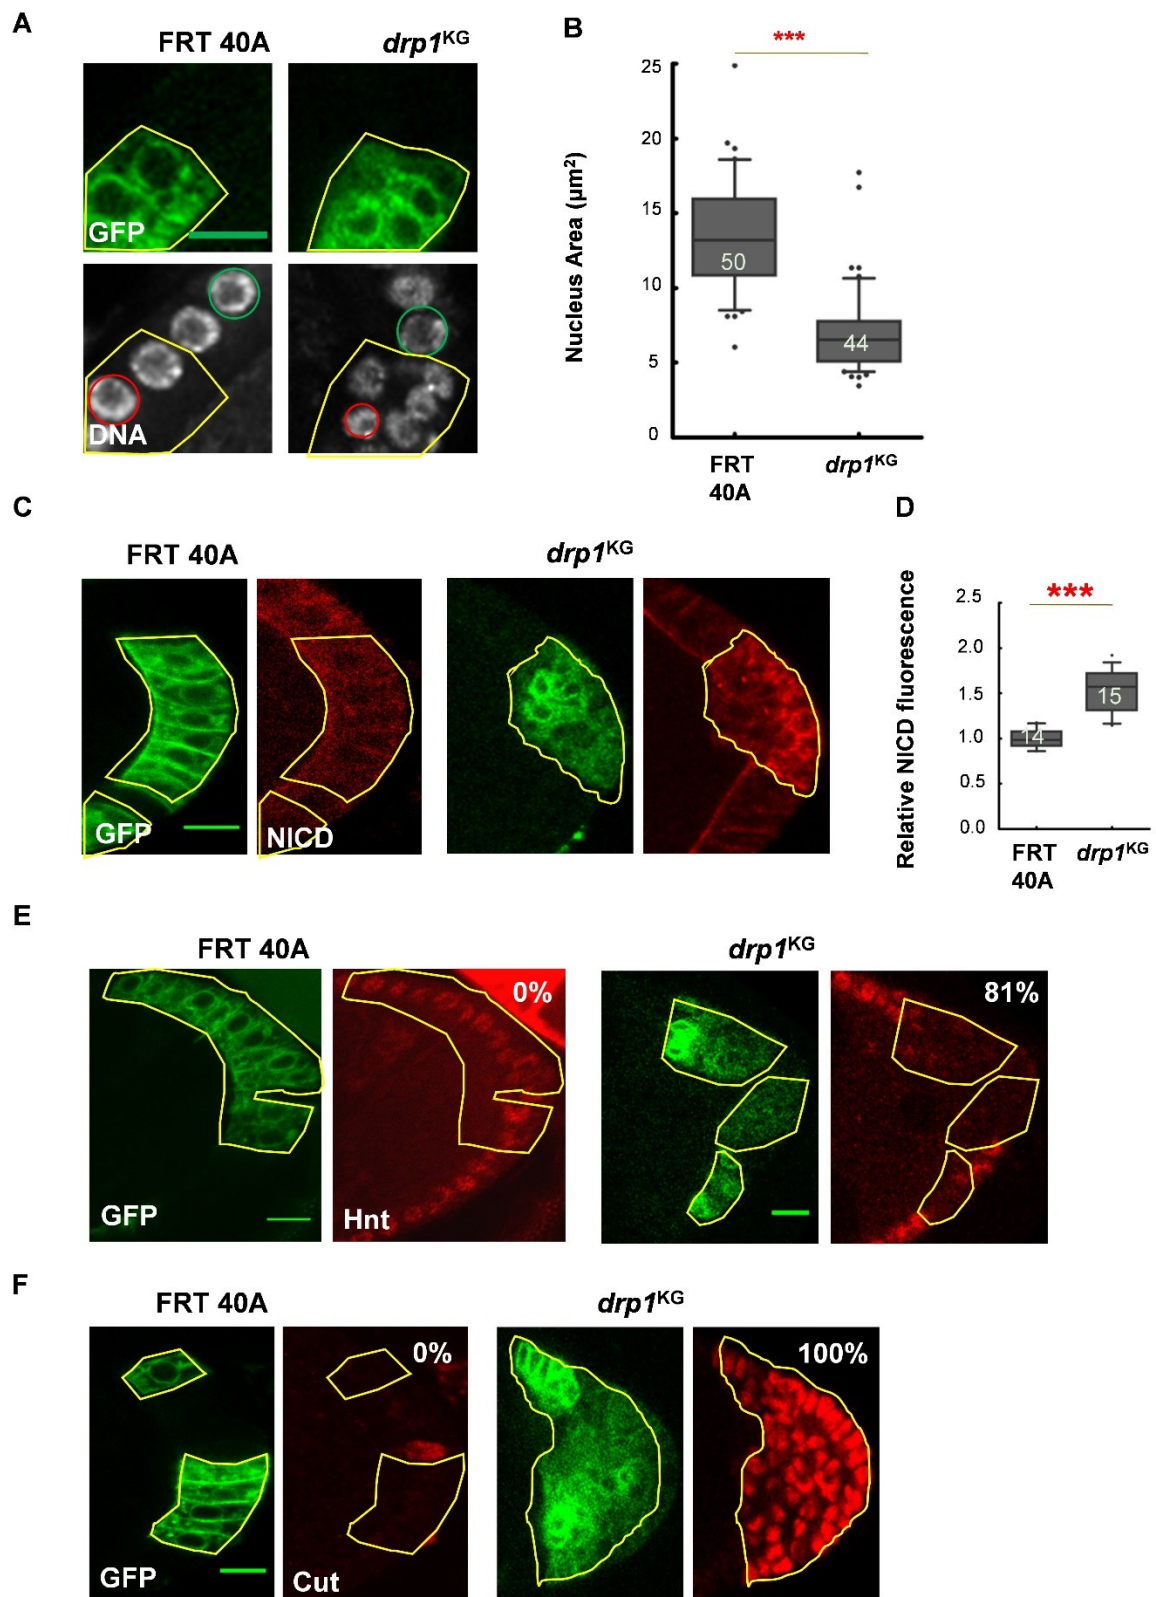 A
FRT 40A
drp1ᴷᴳ
GFP
DNA
B
***
Nucleus Area (µm²)
25
20
15
10
5
0
50
44
FRT
40A
drp1ᴷᴳ
C
FRT 40A
drp1ᴷᴳ
GFP
NICD
D
Relative NICD fluorescence
***
2.5
2.0
1.5
1.0
0.5
0.0
14
15
FRT
40A
drp1ᴷᴳ
E
FRT 40A
drp1ᴷᴳ
0%
81%
GFP
Hnt
F
FRT 40A
drp1ᴷᴳ
0%
100%
GFP
Cut